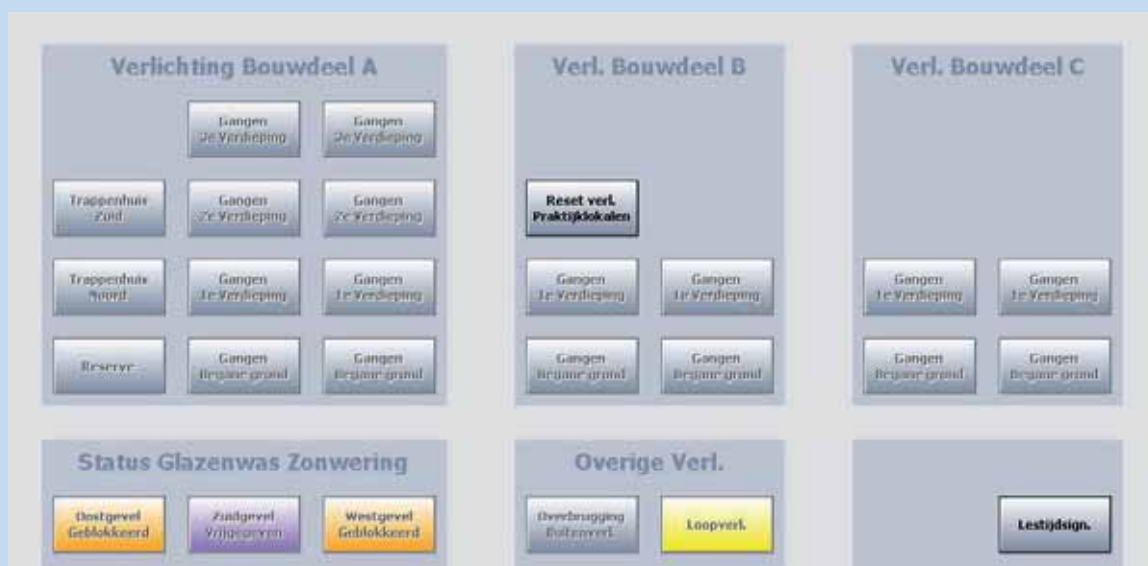 Verlichting Bouwdeel A
Gangen
3e Verdieping
Gangen
3e Verdieping
Trappenhuis
Zuid
Gangen
2e Verdieping
Gangen
2e Verdieping
Trappenhuis
Noord
Gangen
1e Verdieping
Gangen
1e Verdieping
Reserve
Gangen
Begane grond
Gangen
Begane grond
Verl. Bouwdeel B
Reset verl.
Praktijklokalen
Gangen
1e Verdieping
Gangen
1e Verdieping
Gangen
Begane grond
Gangen
Begane grond
Verl. Bouwdeel C
Gangen
1e Verdieping
Gangen
1e Verdieping
Gangen
Begane grond
Gangen
Begane grond
Status Glazenwas Zonwering
Oostgevel
Geblokkeerd
Zuidgevel
Vrijgegeven
Westgevel
Geblokkeerd
Overige Verl.
Overbrugging
Buitenverl.
Loopverl.
Lestijdsign.